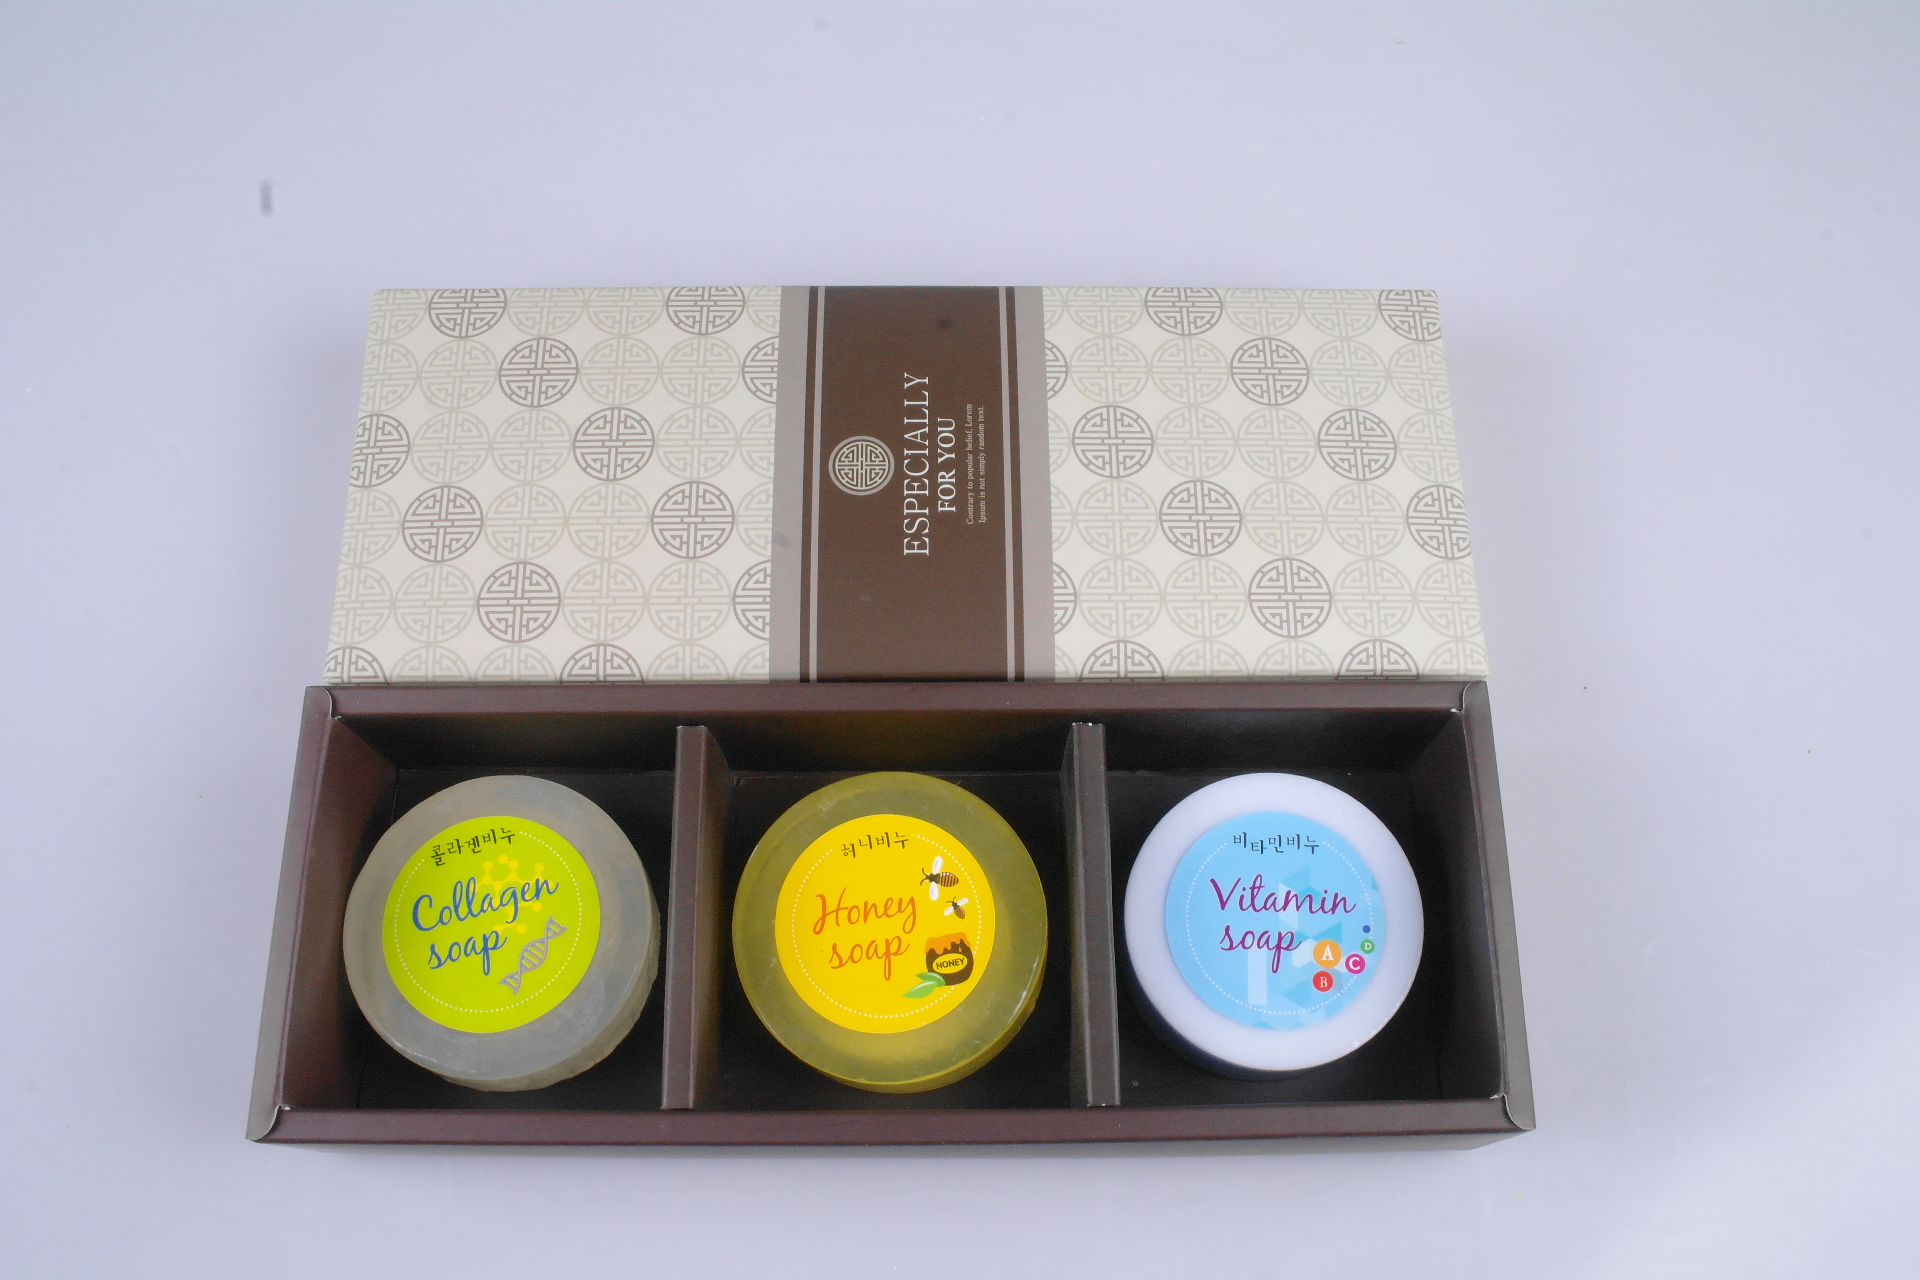 ESPECIALLY
FOR YOU
Contrary to popular belief, Lorem
Ipsum is not simply random text.
콜라겐비누
Collagen
soap
허니비누
Honey
soap
HONEY
비타민비누
Vitamin
soap
A
B
C
D